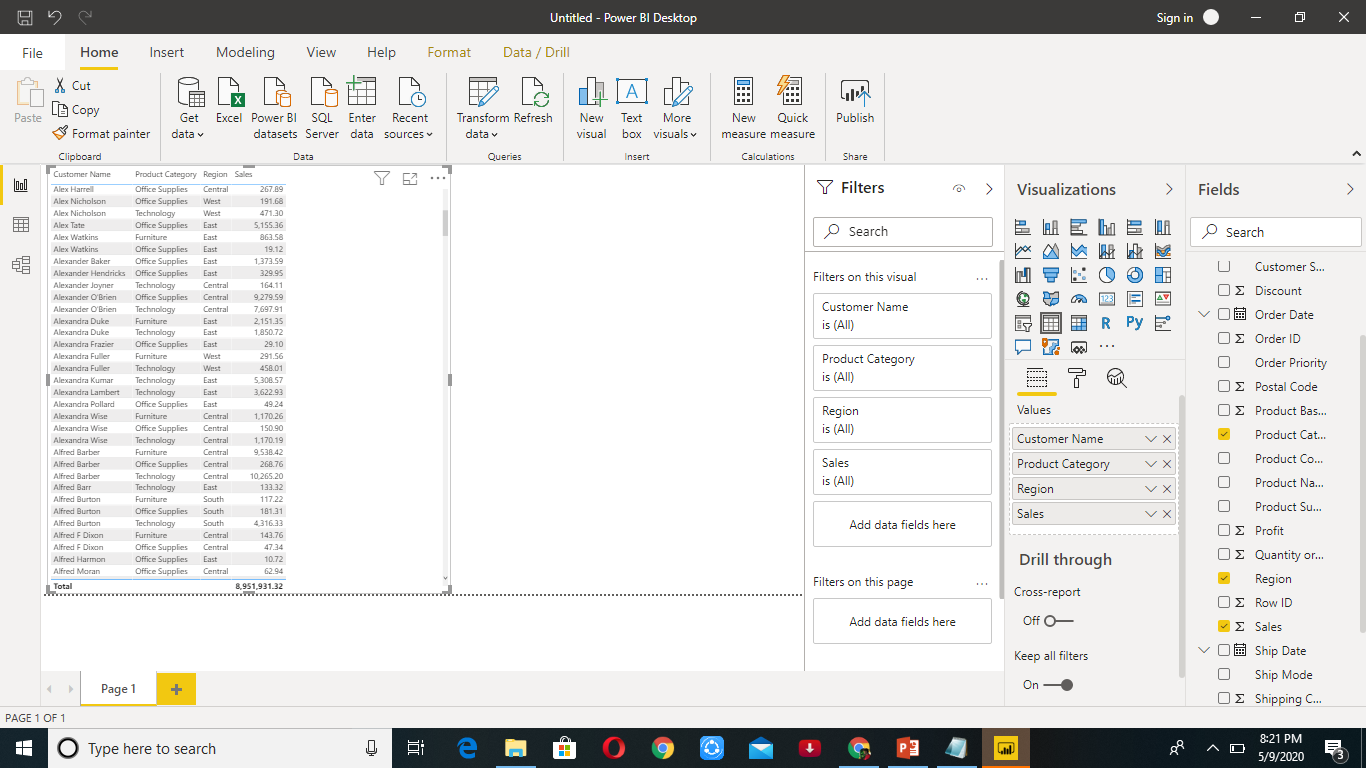 Untitled - Power BI Desktop
Sign in
File Home Insert Modeling View Help Format Data / Drill
Paste
Cut
Copy
Format painter
Clipboard
Get data
Excel
Power BI datasets
SQL Server
Enter data
Recent sources
Data
Transform data
Refresh
Queries
New visual
Text box
More visuals
Insert
New measure
Quick measure
Calculations
Publish
Share
Customer Name Product Category Region Sales
Alex Harrell Office Supplies Central 267.89
Alex Nicholson Office Supplies West 191.68
Alex Nicholson Technology West 471.30
Alex Tate Office Supplies East 5,155.36
Alex Watkins Furniture East 863.58
Alex Watkins Office Supplies East 19.12
Alexander Baker Office Supplies East 1,373.59
Alexander Hendricks Office Supplies East 329.95
Alexander Joyner Technology Central 164.11
Alexander O'Brien Office Supplies Central 9,279.59
Alexander O'Brien Technology Central 7,697.91
Alexandra Duke Furniture East 2,151.35
Alexandra Duke Technology East 1,850.72
Alexandra Frazier Office Supplies East 29.10
Alexandra Fuller Furniture West 291.56
Alexandra Fuller Technology West 458.01
Alexandra Kumar Technology East 5,308.57
Alexandra Lambert Technology East 3,622.93
Alexandra Pollard Office Supplies East 49.24
Alexandra Wise Furniture Central 1,170.26
Alexandra Wise Office Supplies Central 150.90
Alexandra Wise Technology Central 1,170.19
Alfred Barber Furniture Central 9,538.42
Alfred Barber Office Supplies Central 268.76
Alfred Barber Technology Central 10,265.20
Alfred Barr Technology East 133.32
Alfred Burton Furniture South 117.22
Alfred Burton Office Supplies South 181.31
Alfred Burton Technology South 4,316.33
Alfred F Dixon Furniture Central 143.76
Alfred F Dixon Office Supplies Central 47.34
Alfred Harmon Office Supplies East 10.72
Alfred Moran Office Supplies Central 62.94
Total 8,951,931.32
Filters
Search
Filters on this visual ...
Customer Name
is (All)
Product Category
is (All)
Region
is (All)
Sales
is (All)
Add data fields here
Filters on this page ...
Add data fields here
Visualizations
123
R
Py
...
Values
Customer Name
Product Category
Region
Sales
Drill through
Cross-report
Off
Keep all filters
On
Fields
Search
Customer S...
Σ Discount
Order Date
Σ Order ID
Order Priority
Σ Postal Code
Σ Product Bas...
Product Cat...
Product Co...
Product Na...
Product Su...
Σ Profit
Σ Quantity or...
Region
Σ Row ID
Σ Sales
Ship Date
Ship Mode
Σ Shipping C...
Page 1
+
PAGE 1 OF 1
Type here to search
8:21 PM
5/9/2020
3